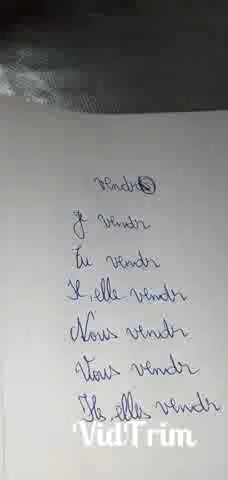 vendre
Je vendr
Tu vendr
Il, elle vendr
Nous vendr
Vous vendr
Ils, elles vendr
VidTrim